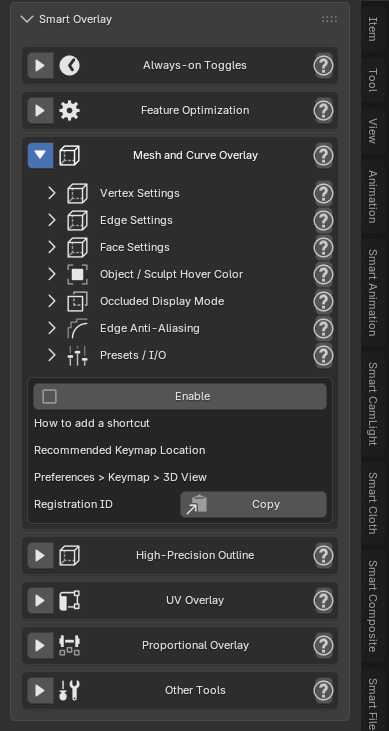 Smart Overlay
Always-on Toggles
Feature Optimization
Mesh and Curve Overlay
Vertex Settings
Edge Settings
Face Settings
Object / Sculpt Hover Color
Occluded Display Mode
Edge Anti-Aliasing
Presets / I/O
Enable
How to add a shortcut
Recommended Keymap Location
Preferences > Keymap > 3D View
Registration ID
Copy
High-Precision Outline
UV Overlay
Proportional Overlay
Other Tools
Item
Tool
View
Animation
Smart Animation
Smart CamLight
Smart Cloth
Smart Composite
Smart File